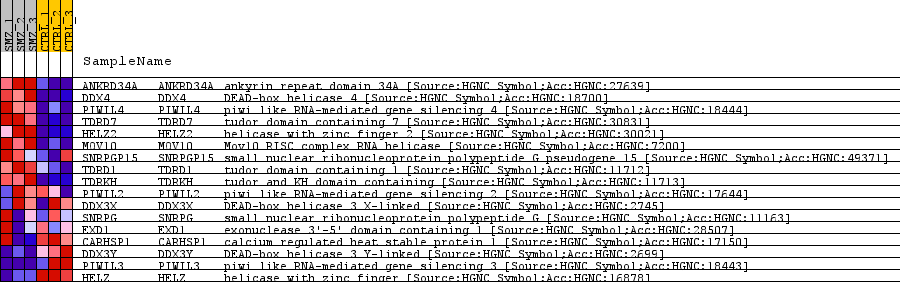 SMZ_1 SMZ_2 SMZ_3 CTRL_1 CTRL_2 CTRL_3
SampleName
ANKRD34A ANKRD34A ankyrin repeat domain 34A [Source:HGNC Symbol;Acc:HGNC:27639]
DDX4 DDX4 DEAD-box helicase 4 [Source:HGNC Symbol;Acc:HGNC:18700]
PIWIL4 PIWIL4 piwi like RNA-mediated gene silencing 4 [Source:HGNC Symbol;Acc:HGNC:18444]
TDRD7 TDRD7 tudor domain containing 7 [Source:HGNC Symbol;Acc:HGNC:30831]
HELZ2 HELZ2 helicase with zinc finger 2 [Source:HGNC Symbol;Acc:HGNC:30021]
MOV10 MOV10 Mov10 RISC complex RNA helicase [Source:HGNC Symbol;Acc:HGNC:7200]
SNRPGP15 SNRPGP15 small nuclear ribonucleoprotein polypeptide G pseudogene 15 [Source:HGNC Symbol;Acc:HGNC:49371]
TDRD1 TDRD1 tudor domain containing 1 [Source:HGNC Symbol;Acc:HGNC:11712]
TDRKH TDRKH tudor and KH domain containing [Source:HGNC Symbol;Acc:HGNC:11713]
PIWIL2 PIWIL2 piwi like RNA-mediated gene silencing 2 [Source:HGNC Symbol;Acc:HGNC:17644]
DDX3X DDX3X DEAD-box helicase 3 X-linked [Source:HGNC Symbol;Acc:HGNC:2745]
SNRPG SNRPG small nuclear ribonucleoprotein polypeptide G [Source:HGNC Symbol;Acc:HGNC:11163]
EXD1 EXD1 exonuclease 3'-5' domain containing 1 [Source:HGNC Symbol;Acc:HGNC:28507]
CARHSP1 CARHSP1 calcium regulated heat stable protein 1 [Source:HGNC Symbol;Acc:HGNC:17150]
DDX3Y DDX3Y DEAD-box helicase 3 Y-linked [Source:HGNC Symbol;Acc:HGNC:2699]
PIWIL3 PIWIL3 piwi like RNA-mediated gene silencing 3 [Source:HGNC Symbol;Acc:HGNC:18443]
HELZ HELZ helicase with zinc finger [Source:HGNC Symbol;Acc:HGNC:16878]